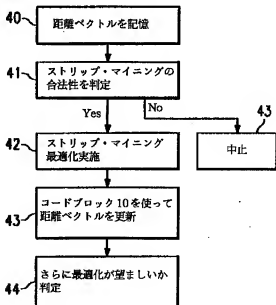 40
距離ベクトルを記憶
41
ストリップ・マイニングの
合法性を判定
Yes
No
43
中止
42
ストリップ・マイニング
最適化実施
43
コードブロック10を使って
距離ベクトルを更新
44
さらに最適化が望ましいか
判定